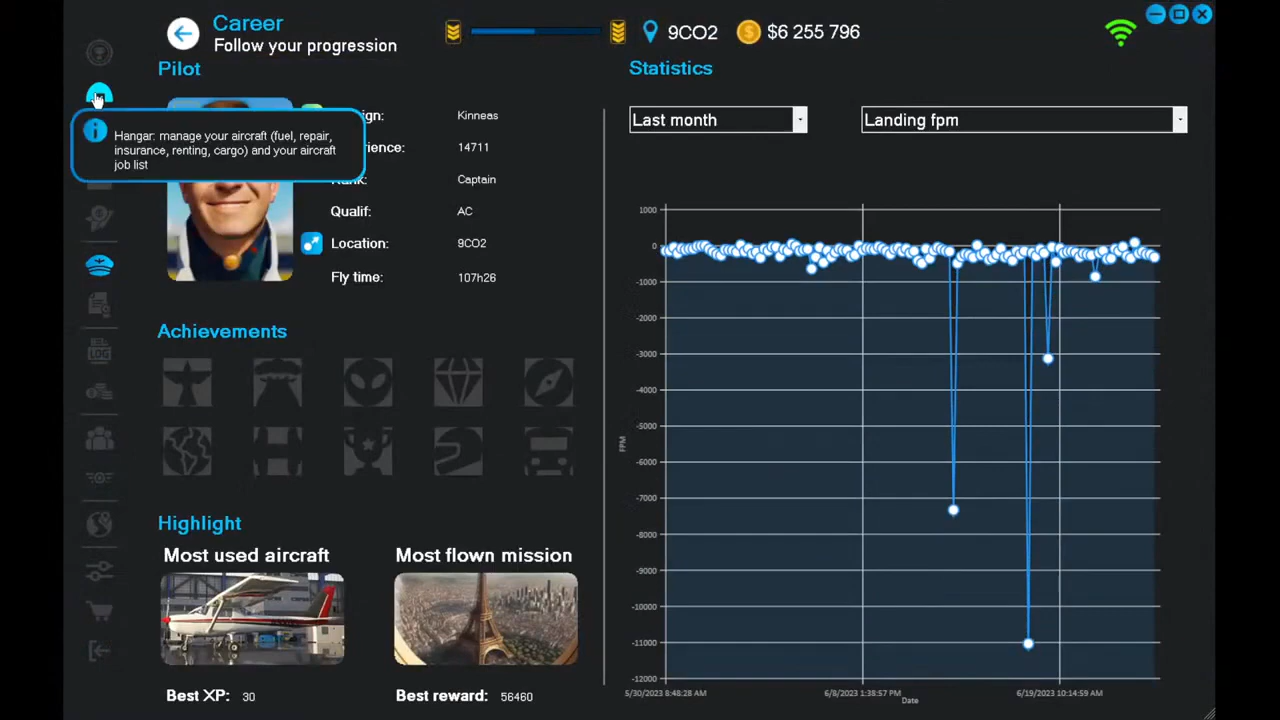 Career
Follow your progression
9CO2
$6 255 796
Pilot
Statistics
Hangar: manage your aircraft (fuel, repair,
insurance, renting, cargo) and your aircraft
job list
ign: Kinneas
rience: 14711
Rank: Captain
Qualif: AC
Location: 9CO2
Fly time: 107h26
Last month
Landing fpm
1000
0
-1000
-2000
-3000
-4000
-5000
-6000
-7000
-8000
-9000
-10000
-11000
-12000
FPM
5/30/2023 8:48:28 AM
6/8/2023 1:38:57 PM
6/19/2023 10:14:59 AM
Date
Achievements
LOG
Highlight
Most used aircraft
Most flown mission
Best XP: 30
Best reward: 56460